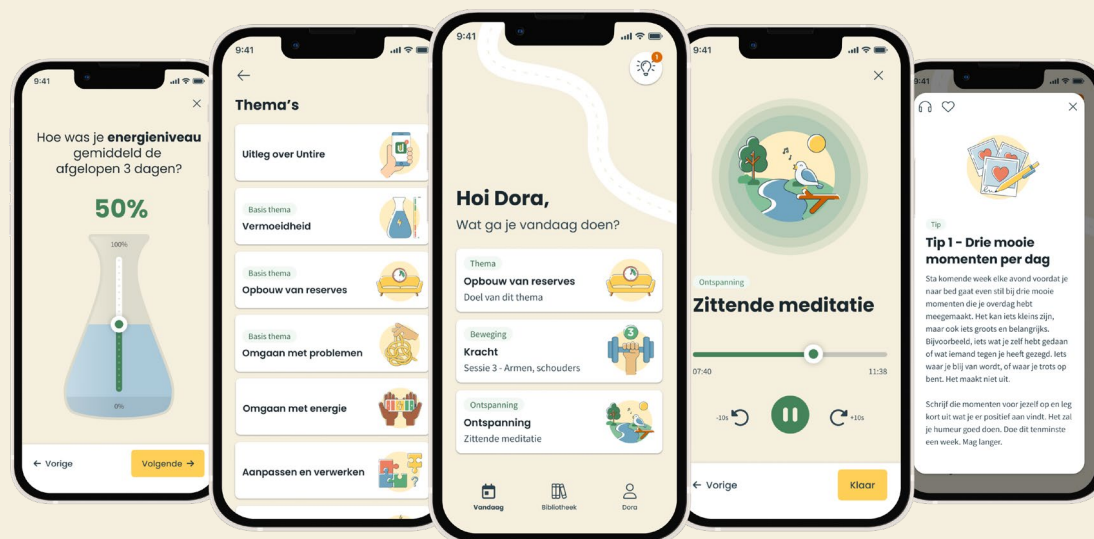 9:41
Hoe was je energieniveau
gemiddeld de
afgelopen 3 dagen?
50%
100%
0%
← Vorige
Volgende →
9:41
Thema's
Uitleg over Untire
Basis thema
Vermoeidheid
Basis thema
Opbouw van reserves
Basis thema
Omgaan met problemen
Omgaan met energie
Aanpassen en verwerken
9:41
1
Hoi Dora,
Wat ga je vandaag doen?
Thema
Opbouw van reserves
Doel van dit thema
Beweging
Kracht
Sessie 3 - Armen, schouders
3
Ontspanning
Ontspanning
Zittende meditatie
Vandaag
Bibliotheek
Dora
9:41
Ontspanning
Zittende meditatie
07:40
11:38
-10s
+10s
← Vorige
Klaar
9:41
Tip
Tip 1 - Drie mooie
momenten per dag
Sta komende week elke avond voordat je
naar bed gaat even stil bij drie mooie
momenten die je overdag hebt
meegemaakt. Het kan iets kleins zijn,
maar ook iets groots en belangrijks.
Bijvoorbeeld, iets wat je zelf hebt gedaan
of wat iemand tegen je heeft gezegd. Iets
waar je blij van wordt, of waar je trots op
bent. Het maakt niet uit.
Schrijf die momenten voor jezelf op en leg
kort uit wat je er positief aan vindt. Het zal
je humeur goed doen. Doe dit tenminste
een week. Mag langer.